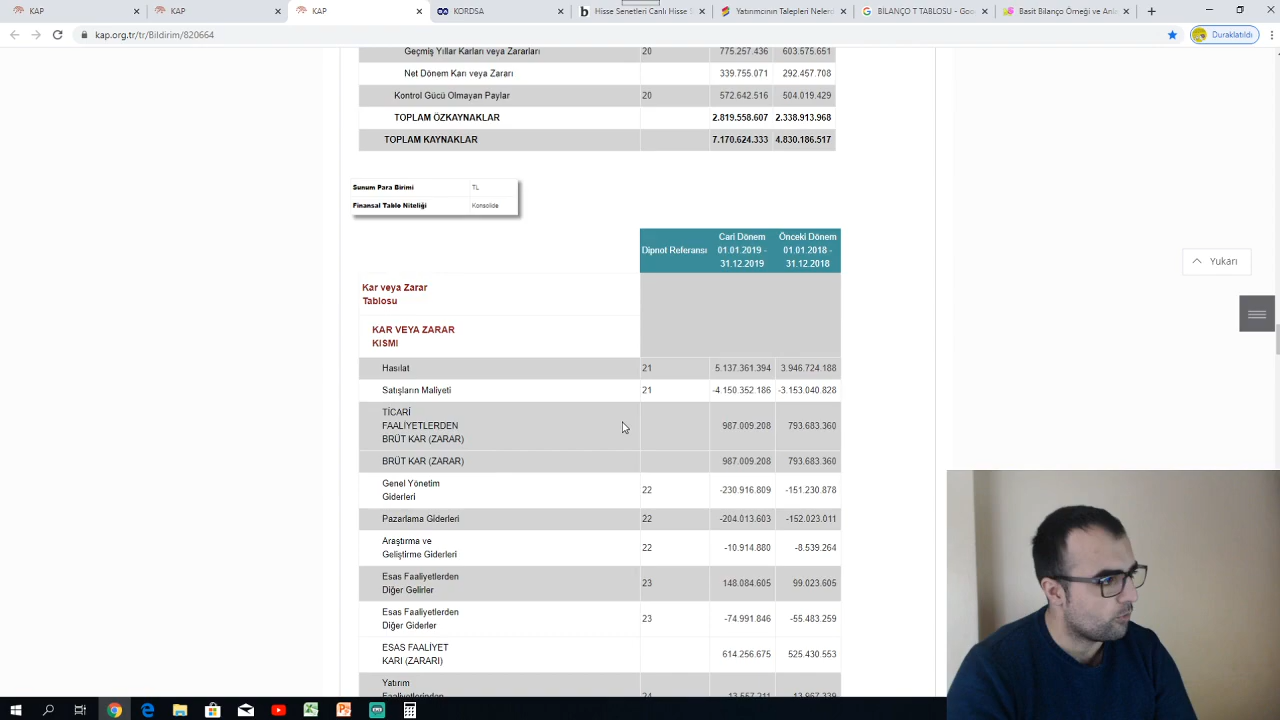 KAP
KAP
KAP
KORDSA
Hisse Senetleri Canlı Hisse
Yatırımcının Talepleri Neler
BİLANÇO T TABLOSU - Goo
Basit Bilanço Örneği ve Anla
kap.org.tr/tr/Bildirim/820664
Duraklatıldı
Geçmiş Yıllar Karları veya Zararları 20 775.257.436 603.575.651
Net Dönem Karı veya Zararı 339.755.071 292.457.708
Kontrol Gücü Olmayan Paylar 20 572.642.516 504.019.429
TOPLAM ÖZKAYNAKLAR 2.819.558.607 2.338.913.968
TOPLAM KAYNAKLAR 7.170.624.333 4.830.186.517
Sunum Para Birimi TL
Finansal Tablo Niteliği Konsolide
Dipnot Referansı
Cari Dönem
01.01.2019 -
31.12.2019
Önceki Dönem
01.01.2018 -
31.12.2018
Yukarı
Kar veya Zarar
Tablosu
KAR VEYA ZARAR
KISMI
Hasılat 21 5.137.361.394 3.946.724.188
Satışların Maliyeti 21 -4.150.352.186 -3.153.040.828
TİCARİ
FAALİYETLERDEN
BRÜT KAR (ZARAR)
987.009.208 793.683.360
BRÜT KAR (ZARAR) 987.009.208 793.683.360
Genel Yönetim
Giderleri
22 -230.916.809 -151.230.878
Pazarlama Giderleri 22 -204.013.603 -152.023.011
Araştırma ve
Geliştirme Giderleri
22 -10.914.880 -8.539.264
Esas Faaliyetlerden
Diğer Gelirler
23 148.084.605 99.023.605
Esas Faaliyetlerden
Diğer Giderler
23 -74.991.846 -55.483.259
ESAS FAALİYET
KARI (ZARARI)
614.256.675 525.430.553
Yatırım
Faaliyetlerinden